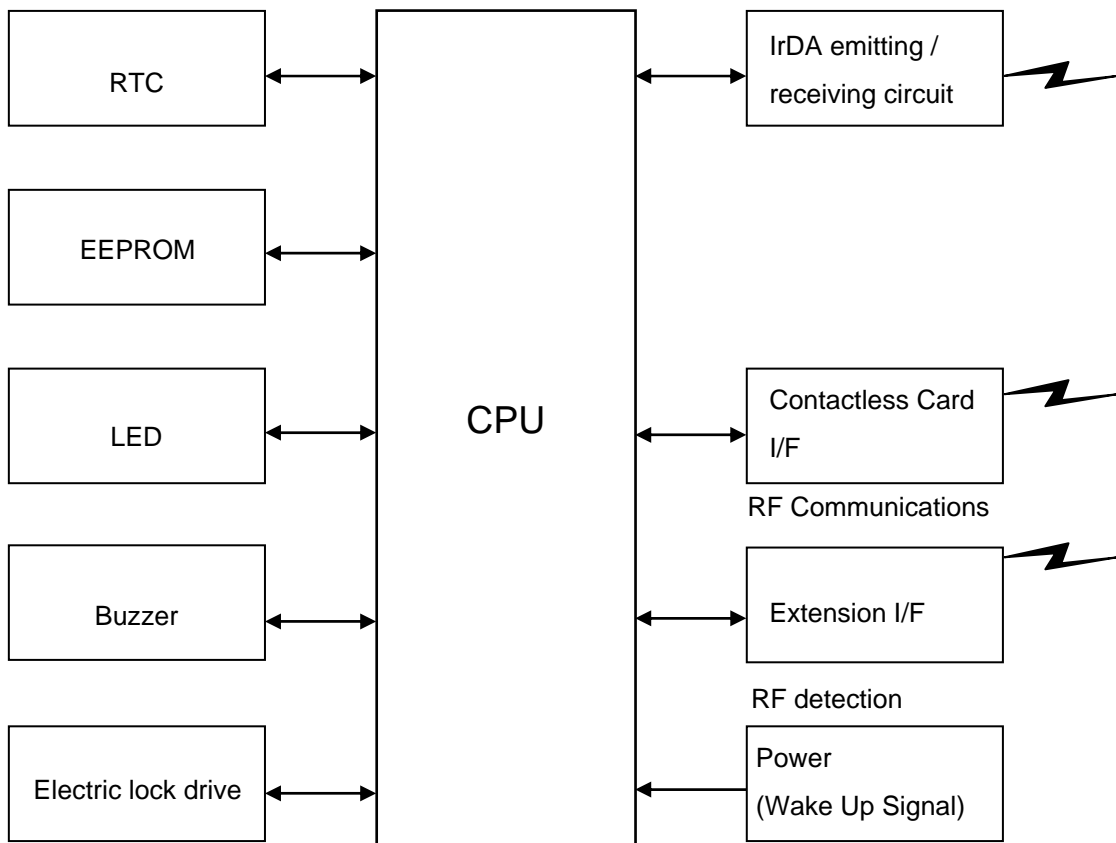 RTC
EEPROM
LED
Buzzer
Electric lock drive
CPU
IrDA emitting /
receiving circuit
Contactless Card
I/F
RF Communications
Extension I/F
RF detection
Power
(Wake Up Signal)